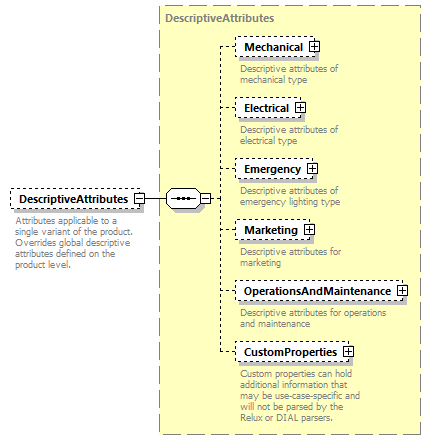 DescriptiveAttributes
Mechanical
Descriptive attributes of
mechanical type
Electrical
Descriptive attributes of
electrical type
Emergency
Descriptive attributes of
emergency lighting type
DescriptiveAttributes
Attributes applicable to a
single variant of the product.
Overrides global descriptive
attributes defined on the
product level.
Marketing
Descriptive attributes for
marketing
OperationsAndMaintenance
Descriptive attributes for operations
and maintenance
CustomProperties
Custom properties can hold
additional information that
may be use-case-specific and
will not be parsed by the
Relux or DIAL parsers.